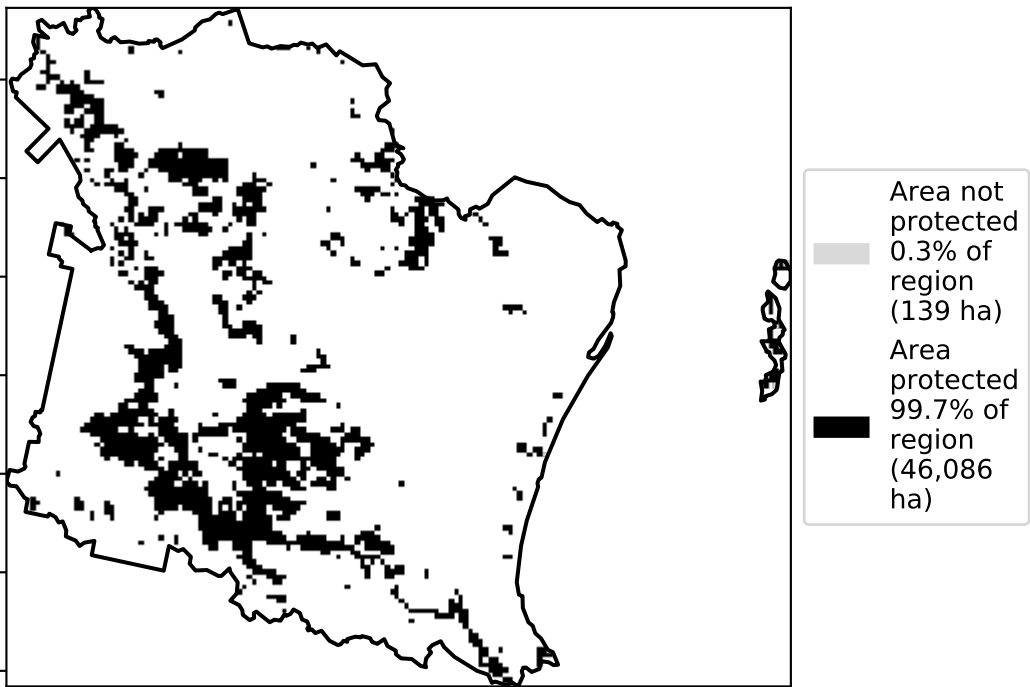 Area not
protected
0.3% of
region
(139 ha)
Area
protected
99.7% of
region
(46,086
ha)